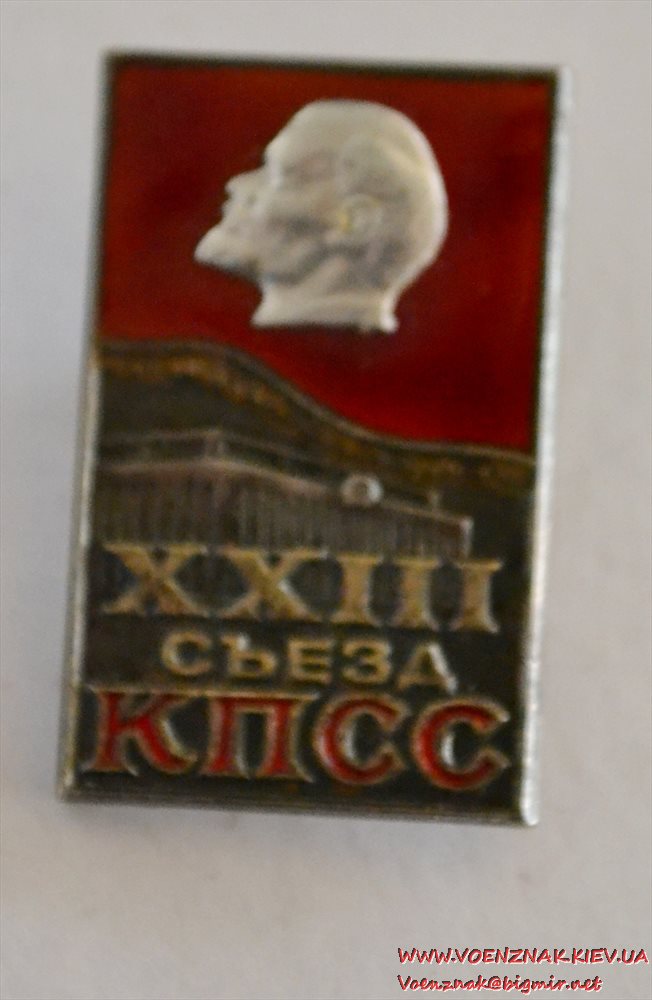 XXIII
СЪЕЗД
КПСС
WWW.VOENZNAK.KIEV.UA
Voenznak@bigmir.net